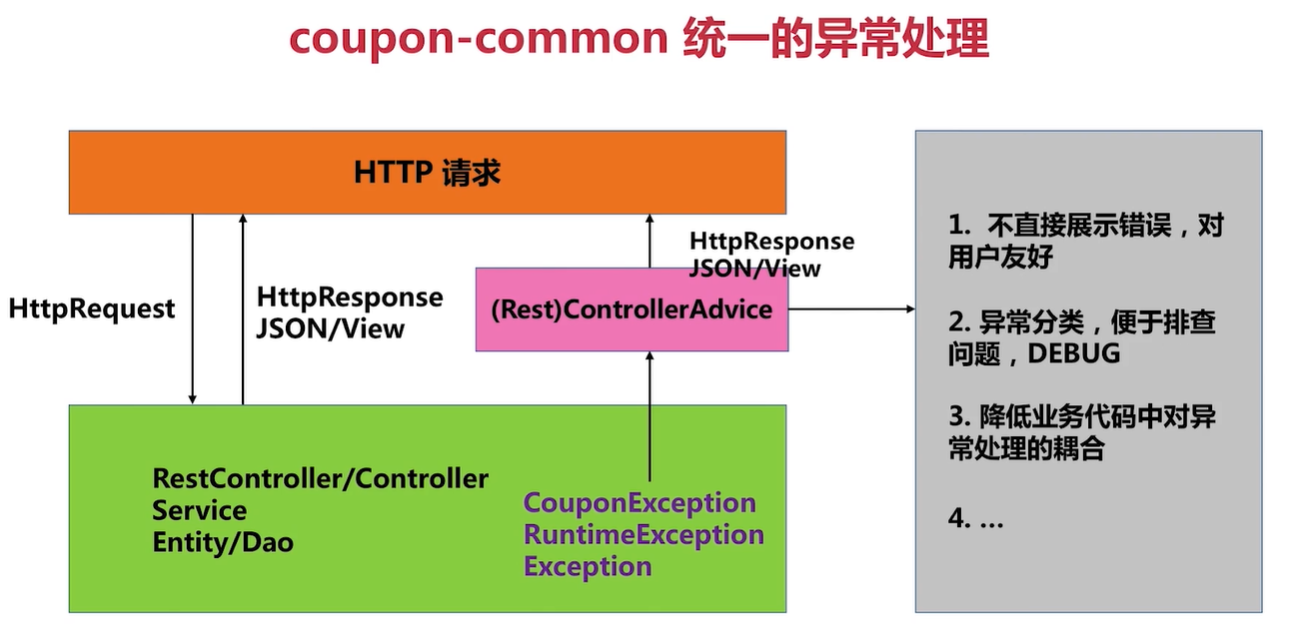 coupon-common 统一的异常处理
HTTP 请求
HttpRequest
HttpResponse
JSON/View
HttpResponse
JSON/View
(Rest)ControllerAdvice
RestController/Controller
Service
Entity/Dao
CouponException
RuntimeException
Exception
1. 不直接展示错误，对
用户友好
2. 异常分类，便于排查
问题，DEBUG
3. 降低业务代码中对异
常处理的耦合
4. ...